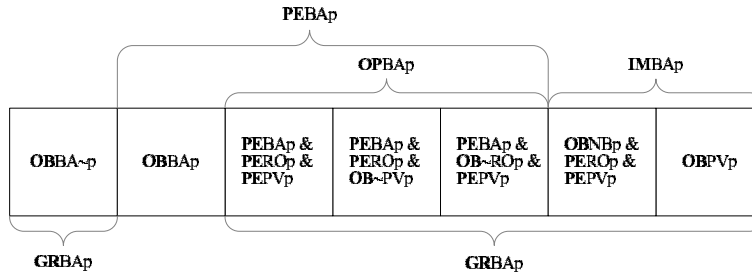 PEBAp
OPBAp
IMBAp
OBBA~p
OBBAp
PEBAp &
PEROp &
PEPVp
PEBAp &
PEROp &
OB~PVp
PEBAp &
OB~ROp &
PEPVp
OBNBp &
PEROp &
PEPVp
OBPVp
GRBAp
GRBAp